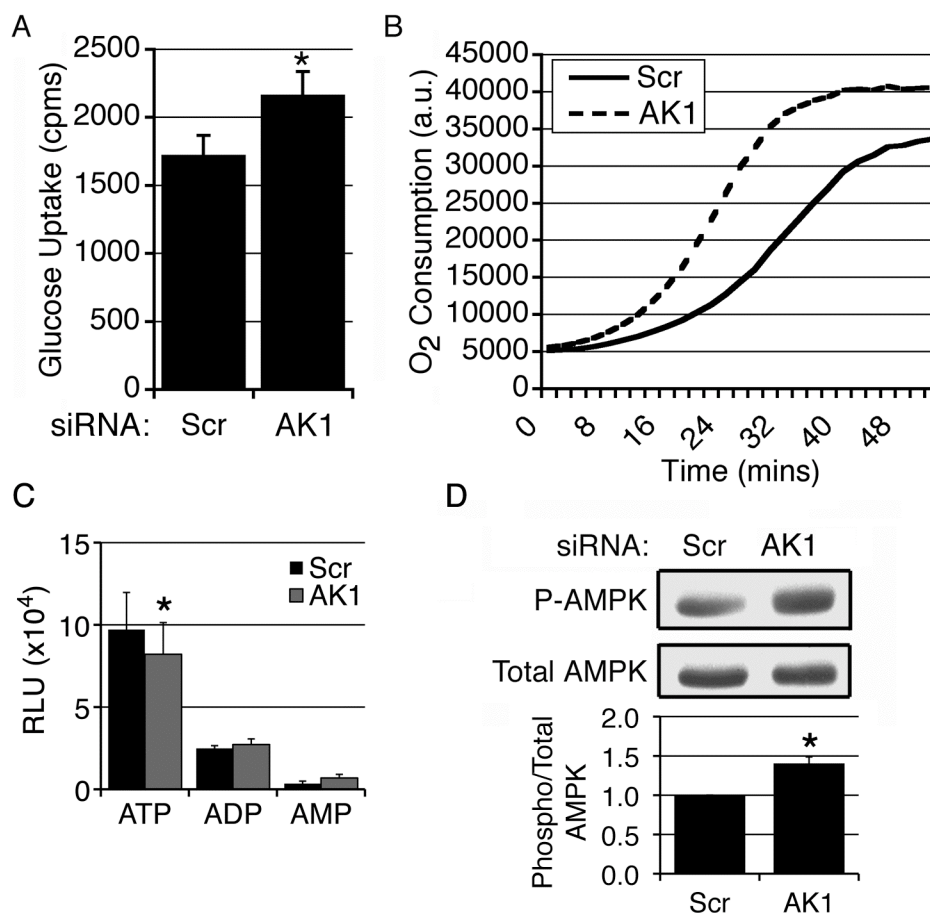 A
Glucose Uptake (cpms)
2500
2000
1500
1000
500
0
*
siRNA: Scr AK1
B
O2 Consumption (a.u.)
45000
40000
35000
30000
25000
20000
15000
10000
5000
0
Scr
AK1
0 8 16 24 32 40 48
Time (mins)
C
RLU (x10⁴)
15
10
5
0
*
Scr
AK1
ATP ADP AMP
D
siRNA: Scr AK1
P-AMPK
Total AMPK
Phospho/Total
AMPK
2.0
1.5
1.0
0.5
0.0
*
Scr AK1